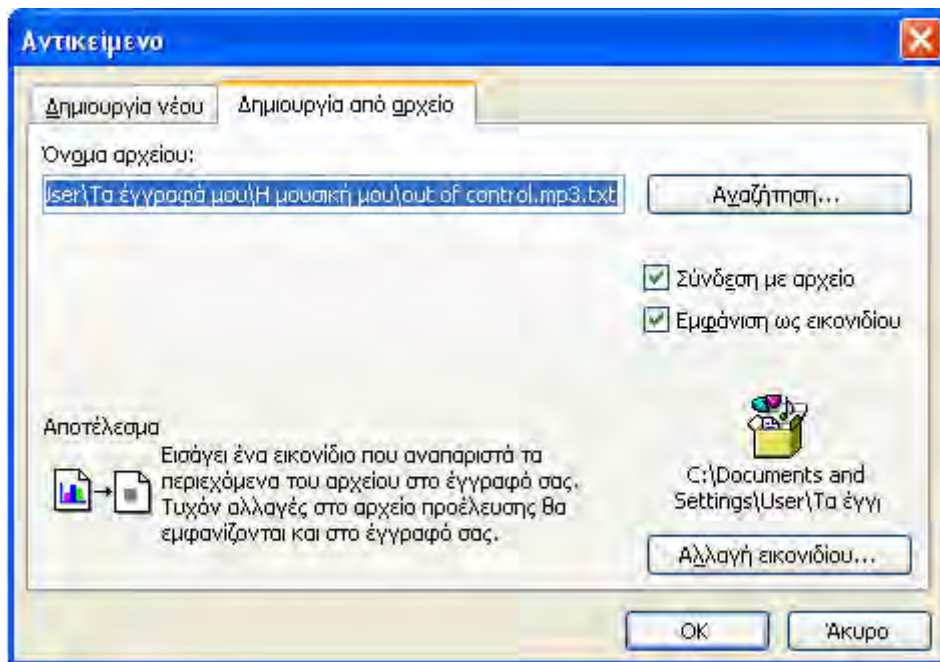 Αντικείμενο
Δημιουργία νέου
Δημιουργία από αρχείο
Όνομα αρχείου:
Jser\Τα έγγραφά μου\Η μουσική μου\out of control.mp3.txt
Αναζήτηση...
Σύνδεση με αρχείο
Εμφάνιση ως εικονιδίου
Αποτέλεσμα
Εισάγει ένα εικονίδιο που αναπαριστά τα
περιεχόμενα του αρχείου στο έγγραφό σας.
Τυχόν αλλαγές στο αρχείο προέλευσης θα
εμφανίζονται και στο έγγραφό σας.
C:\Documents and
Settings\User\Τα έγγι
Αλλαγή εικονιδίου...
OK
Άκυρο